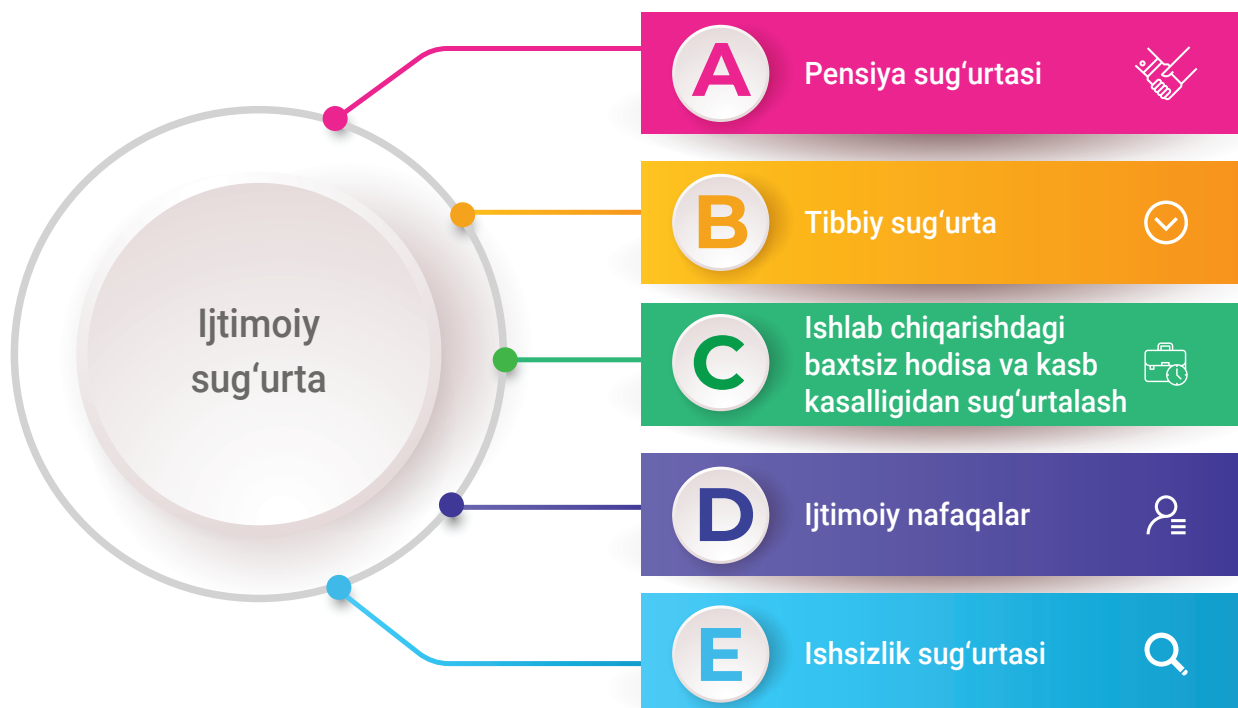 Ijtimoiy
sug‘urta
A
Pensiya sug‘urtasi
B
Tibbiy sug‘urta
C
Ishlab chiqarishdagi
baxtsiz hodisa va kasb
kasalligidan sug‘urtalash
D
Ijtimoiy nafaqalar
E
Ishsizlik sug‘urtasi